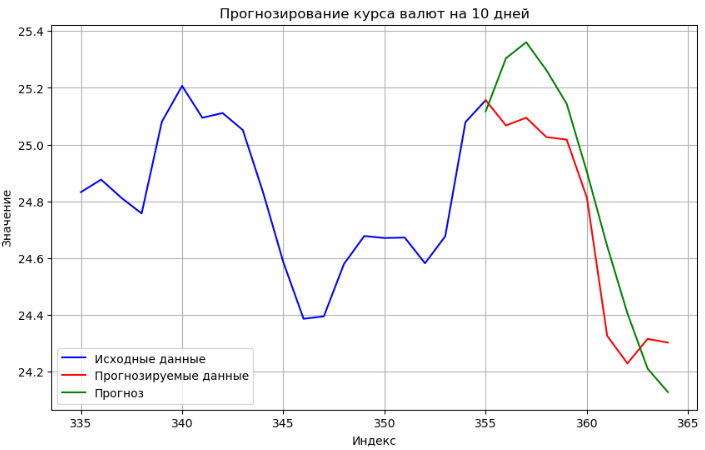 Прогнозирование курса валют на 10 дней
25.4
25.2
25.0
24.8
24.6
24.4
24.2
Значение
Исходные данные
Прогнозируемые данные
Прогноз
335 340 345 350 355 360 365
Индекс